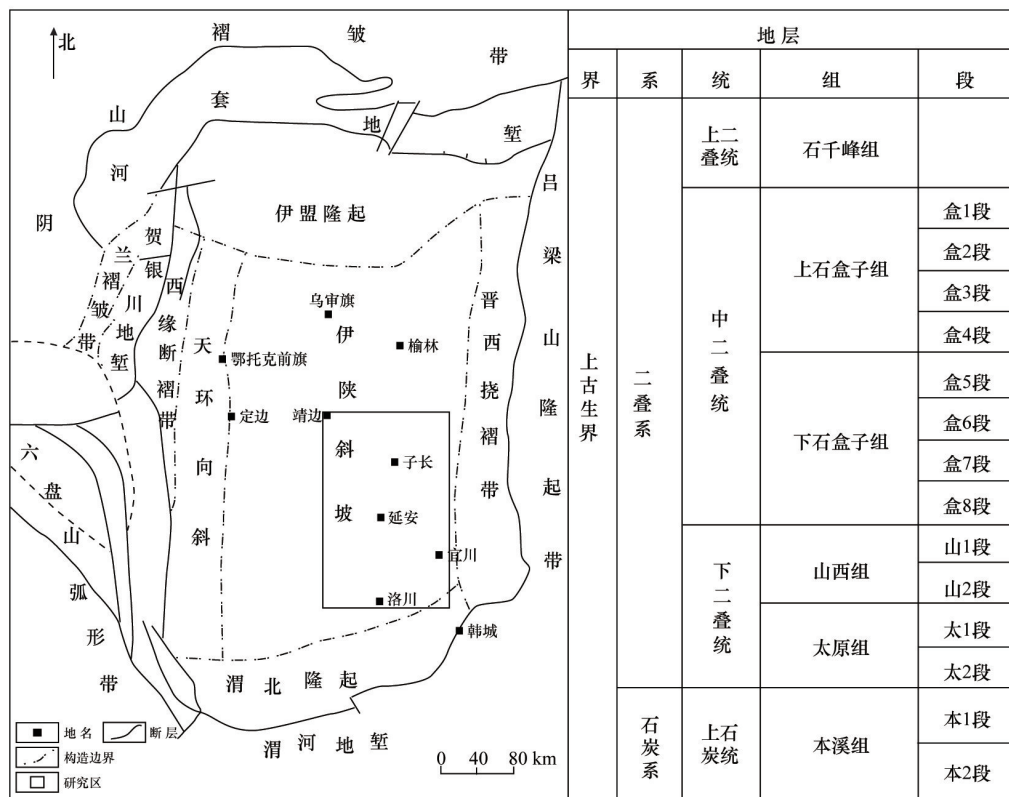 北
褶皱带
阴山
河套地堑
伊盟隆起
吕梁山隆起带
贺兰褶皱带
银川地堑
西缘断褶带
天环向斜
伊陕斜坡
晋西挠褶带
乌审旗
榆林
鄂托克前旗
定边
靖边
子长
延安
宜川
洛川
韩城
六盘山弧形带
渭北隆起
渭河地堑
地名
断层
构造边界
研究区
0 40 80 km
地层
界 系 统 组 段
上古生界
二叠系
石炭系
上二叠统
中二叠统
下二叠统
上石炭统
石千峰组
上石盒子组
下石盒子组
山西组
太原组
本溪组
盒1段
盒2段
盒3段
盒4段
盒5段
盒6段
盒7段
盒8段
山1段
山2段
太1段
太2段
本1段
本2段